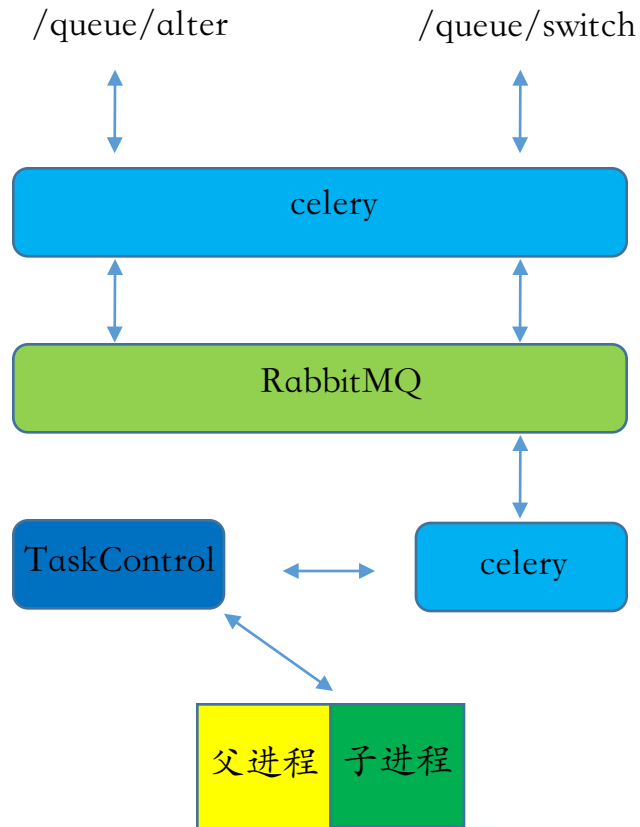 /queue/alter
/queue/switch
celery
RabbitMQ
TaskControl
celery
父进程
子进程